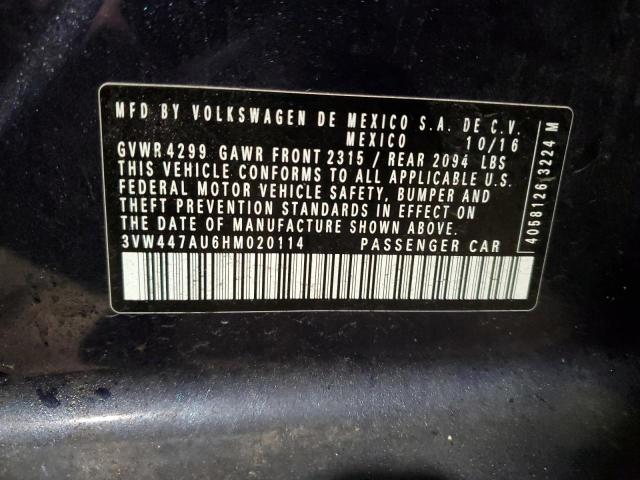 MFD BY VOLKSWAGEN DE MEXICO S.A. DE C.V.
MEXICO 10/16
GVWR 4299 GAWR FRONT 2315 / REAR 2094 LBS
THIS VEHICLE CONFORMS TO ALL APPLICABLE U.S.
FEDERAL MOTOR VEHICLE SAFETY, BUMPER AND
THEFT PREVENTION STANDARDS IN EFFECT ON
THE DATE OF MANUFACTURE SHOWN ABOVE.
3VW447AU6HM020114 PASSENGER CAR
4058126 3224 M